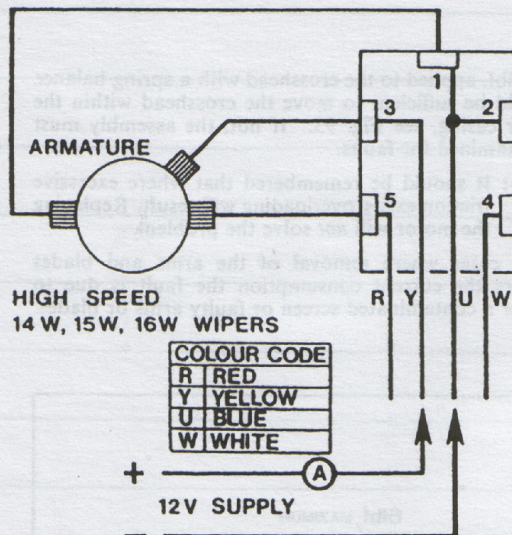 1
3
2
ARMATURE
5
4
R Y U W
HIGH SPEED
14 W, 15W, 16W WIPERS
COLOUR CODE
R RED
Y YELLOW
U BLUE
W WHITE
+ A
12V SUPPLY
−